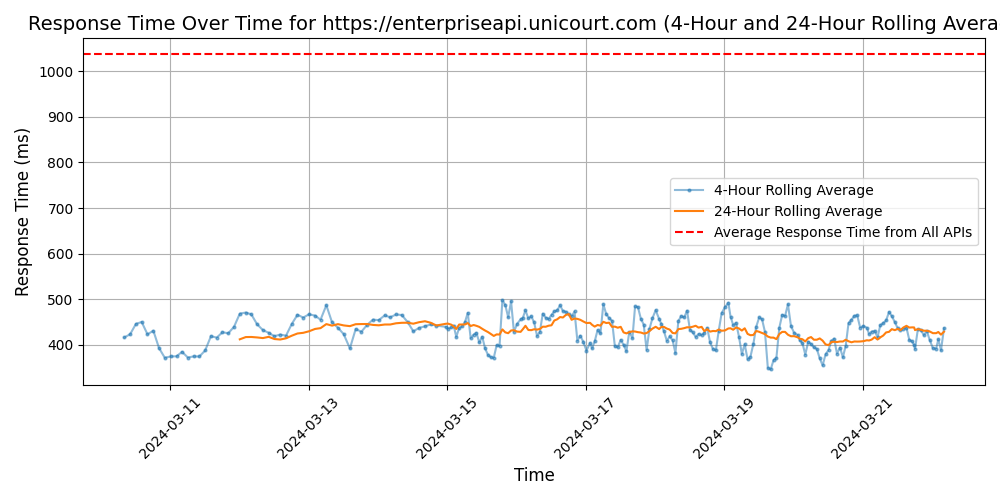 Response Time Over Time for https://enterpriseapi.unicourt.com (4-Hour and 24-Hour Rolling Avera
Response Time (ms)
1000
900
800
700
600
500
400
4-Hour Rolling Average
24-Hour Rolling Average
Average Response Time from All APIs
2024-03-11
2024-03-13
2024-03-15
2024-03-17
2024-03-19
2024-03-21
Time